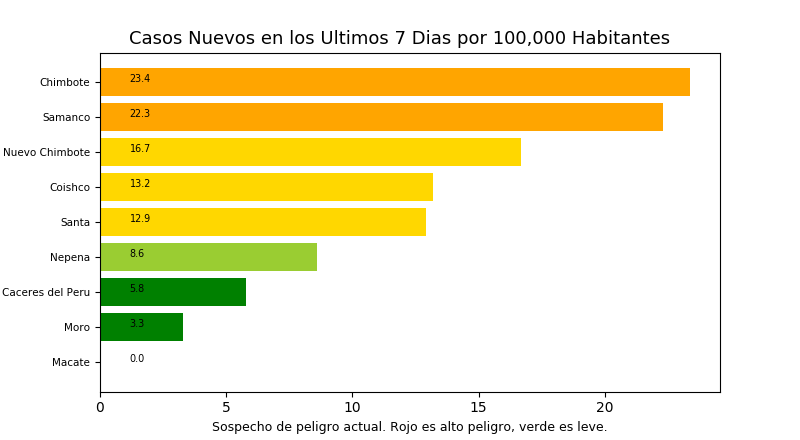 Casos Nuevos en los Ultimos 7 Dias por 100,000 Habitantes
Chimbote 23.4
Samanco 22.3
Nuevo Chimbote 16.7
Coishco 13.2
Santa 12.9
Nepena 8.6
Caceres del Peru 5.8
Moro 3.3
Macate 0.0
0 5 10 15 20
Sospecho de peligro actual. Rojo es alto peligro, verde es leve.